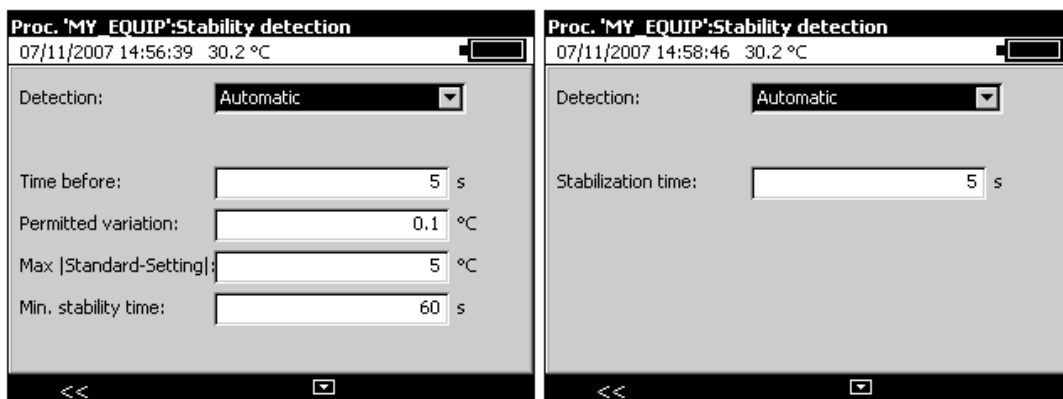 Proc. 'MY_EQUIP':Stability detection
07/11/2007 14:56:39 30.2 °C
Detection: Automatic
Time before: 5 s
Permitted variation: 0.1 °C
Max |Standard-Setting|: 5 °C
Min. stability time: 60 s
<<
Proc. 'MY_EQUIP':Stability detection
07/11/2007 14:58:46 30.2 °C
Detection: Automatic
Stabilization time: 5 s
<<